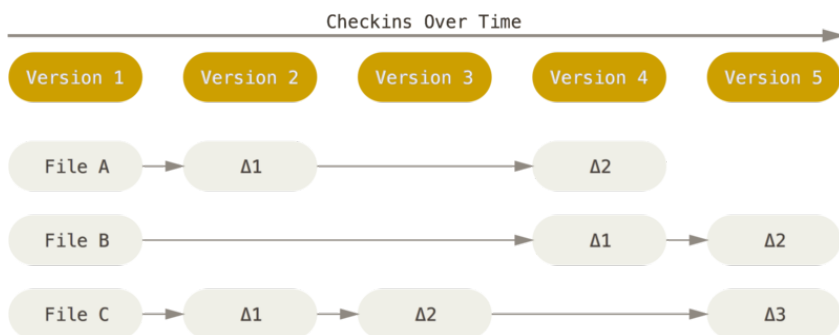 Checkins Over Time
Version 1 Version 2 Version 3 Version 4 Version 5
File A Δ1 Δ2
File B Δ1 Δ2
File C Δ1 Δ2 Δ3